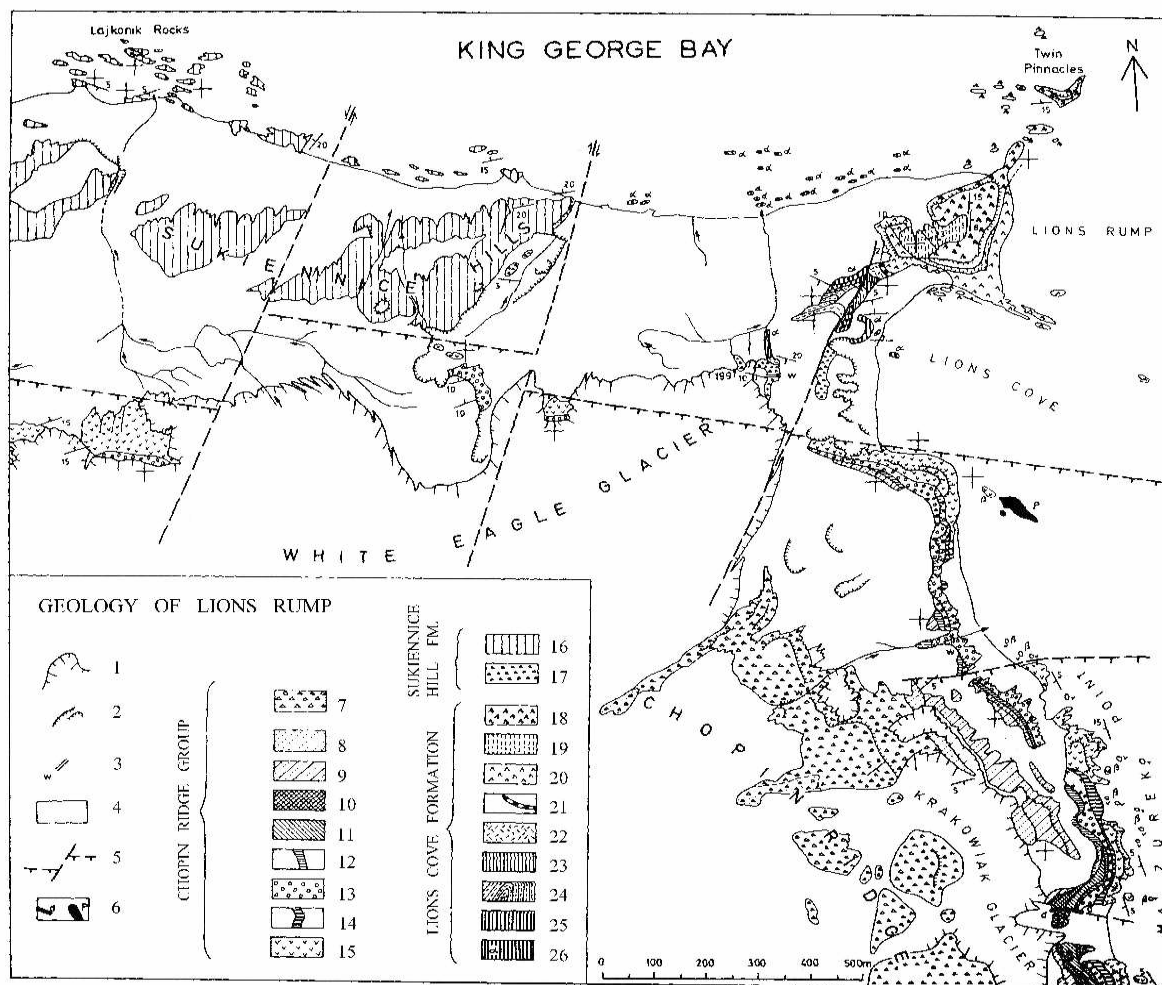 Lajkonik Rocks
KING GEORGE BAY
Twin
Pinnacles
N
LIONS RUMP
SUKIENNICE HILLS
LIONS COVE
1991
WHITE EAGLE GLACIER
CHOPIN RIDGE
KRAKOWIAK GLACIER
POINT
GEOLOGY OF LIONS RUMP
1
2
w 3
4
5
6
CHOPIN RIDGE GROUP
7
8
9
10
11
12
13
14
15
SUKIENNICE
HILL FM.
16
17
LIONS COVE FORMATION
18
19
20
21
22
23
24
25
26
0 100 200 300 400 500m